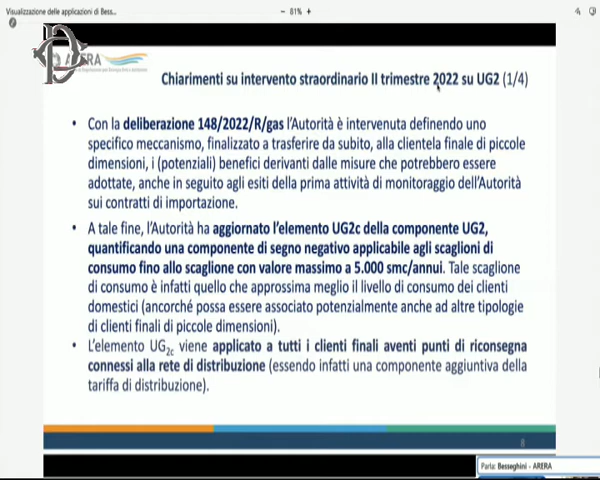 Visualizzazione delle applicazioni di Bess...
− 81% +
ARERA
Chiarimenti su intervento straordinario II trimestre 2022 su UG2 (1/4)
• Con la deliberazione 148/2022/R/gas l'Autorità è intervenuta definendo uno
specifico meccanismo, finalizzato a trasferire da subito, alla clientela finale di piccole
dimensioni, i (potenziali) benefici derivanti dalle misure che potrebbero essere
adottate, anche in seguito agli esiti della prima attività di monitoraggio dell'Autorità
sui contratti di importazione.
• A tale fine, l'Autorità ha aggiornato l'elemento UG2c della componente UG2,
quantificando una componente di segno negativo applicabile agli scaglioni di
consumo fino allo scaglione con valore massimo a 5.000 smc/annui. Tale scaglione
di consumo è infatti quello che approssima meglio il livello di consumo dei clienti
domestici (ancorché possa essere associato potenzialmente anche ad altre tipologie
di clienti finali di piccole dimensioni).
• L'elemento UG2c viene applicato a tutti i clienti finali aventi punti di riconsegna
connessi alla rete di distribuzione (essendo infatti una componente aggiuntiva della
tariffa di distribuzione).
8
Parla: Besseghini - ARERA